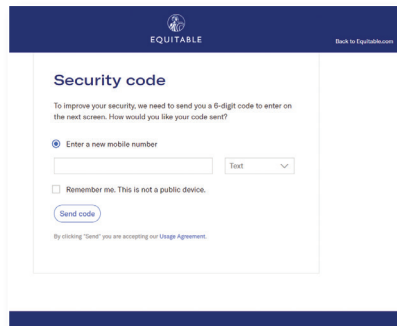 EQUITABLE
Back to Equitable.com
Security code
To improve your security, we need to send you a 6-digit code to enter on
the next screen. How would you like your code sent?
Enter a new mobile number
Text
Remember me. This is not a public device.
Send code
By clicking "Send" you are accepting our Usage Agreement.